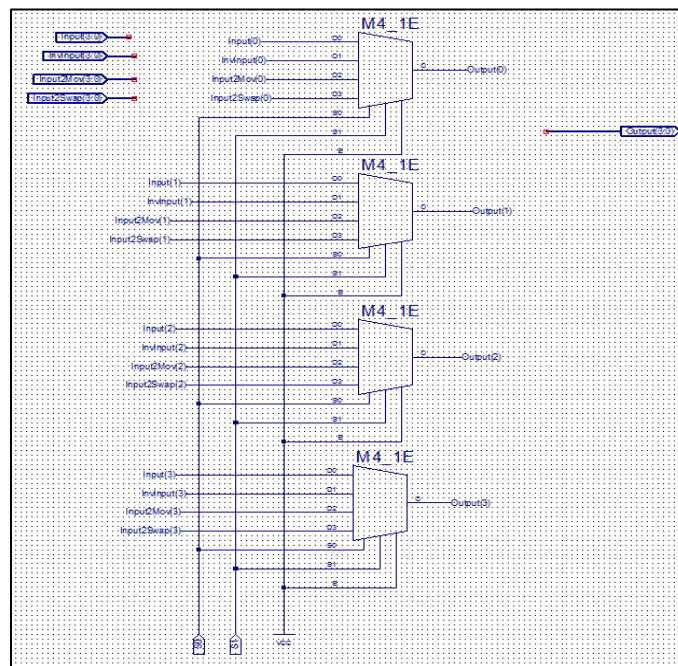 Input(3:0)
InvInput(3:0)
Input2Mov(3:0)
Input2Swap(3:0)
Output(3:0)
M4_1E
Input(0) D0
InvInput(0) D1
Input2Mov(0) D2
Input2Swap(0) D3
O Output(0)
S0
S1
E
M4_1E
Input(1) D0
InvInput(1) D1
Input2Mov(1) D2
Input2Swap(1) D3
O Output(1)
S0
S1
E
M4_1E
Input(2) D0
InvInput(2) D1
Input2Mov(2) D2
Input2Swap(2) D3
O Output(2)
S0
S1
E
M4_1E
Input(3) D0
InvInput(3) D1
Input2Mov(3) D2
Input2Swap(3) D3
O Output(3)
S0
S1
E
S0
S1
VCC